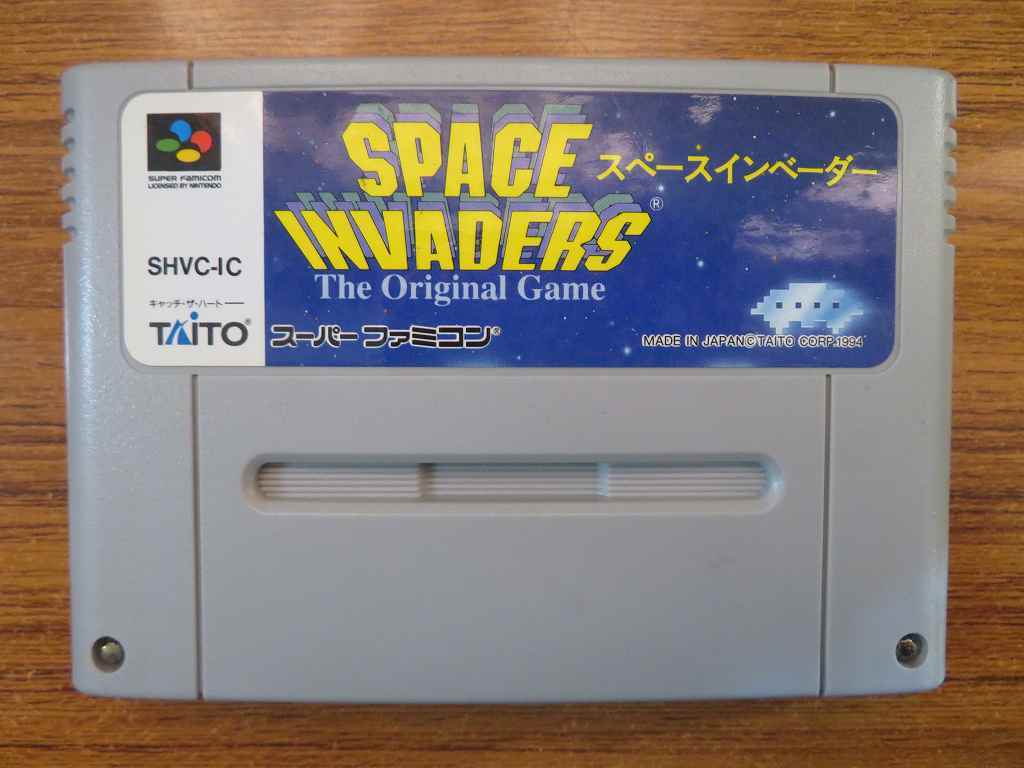 SUPER FAMICOM
LICENSED BY NINTENDO
SHVC-IC
キャッチ・ザ・ハート
TAITO®
SPACE
INVADERS®
The Original Game
スペースインベーダー
スーパーファミコン®
MADE IN JAPAN©TAITO CORP.1994